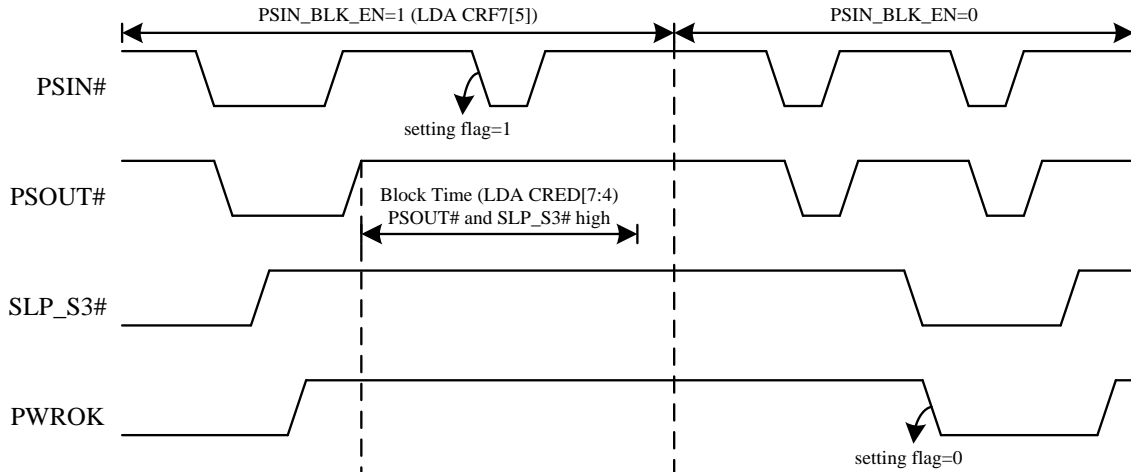 PSIN_BLK_EN=1 (LDA CRF7[5])
PSIN_BLK_EN=0
PSIN#
setting flag=1
PSOUT#
Block Time (LDA CRED[7:4)
PSOUT# and SLP_S3# high
SLP_S3#
PWROK
setting flag=0